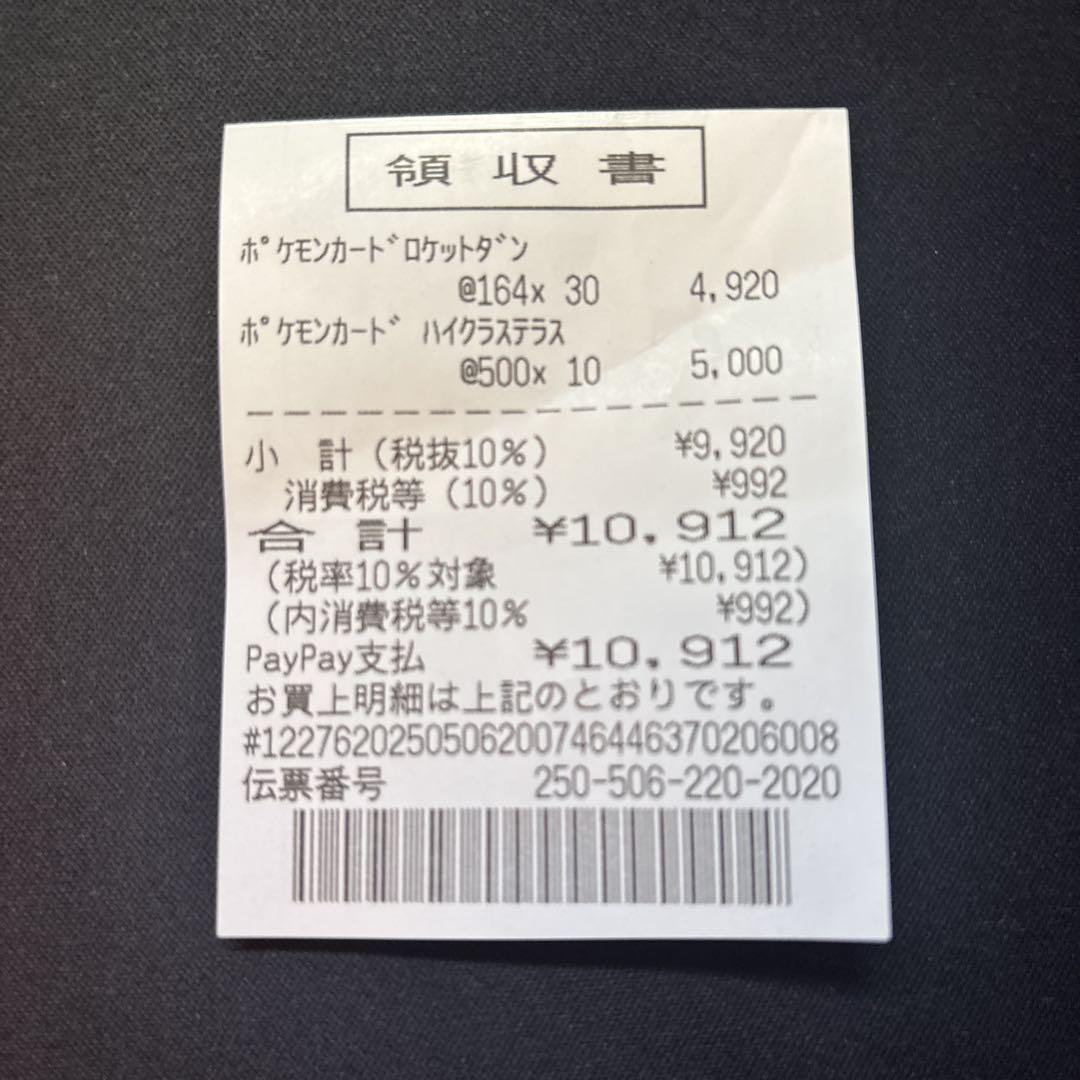 領収書
ポケモンカードロケットダン
@164x 30 4,920
ポケモンカード ハイクラステラス
@500x 10 5,000
小 計(税抜10%) ¥9,920
消費税等(10%) ¥992
合 計 ¥10,912
(税率10%対象 ¥10,912)
(内消費税等10% ¥992)
PayPay支払 ¥10,912
お買上明細は上記のとおりです。
#122762025050620074644637020600​8
伝票番号 250-506-220-2020